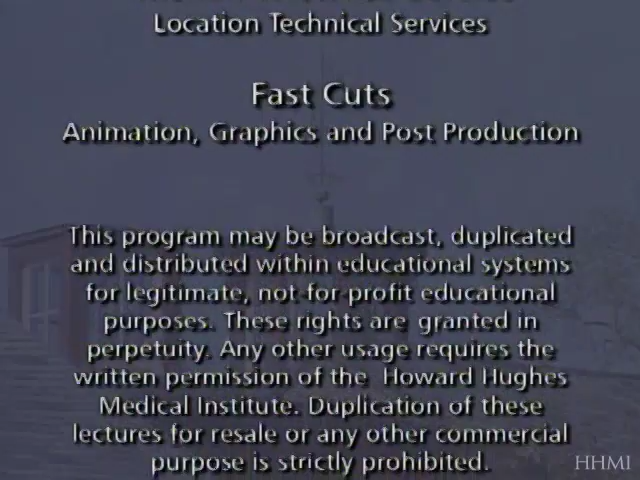 Location Technical Services
Fast Cuts
Animation, Graphics and Post Production
This program may be broadcast, duplicated
and distributed within educational systems
for legitimate, not-for-profit educational
purposes. These rights are granted in
perpetuity. Any other usage requires the
written permission of the Howard Hughes
Medical Institute. Duplication of these
lectures for resale or any other commercial
purpose is strictly prohibited.
HHMI